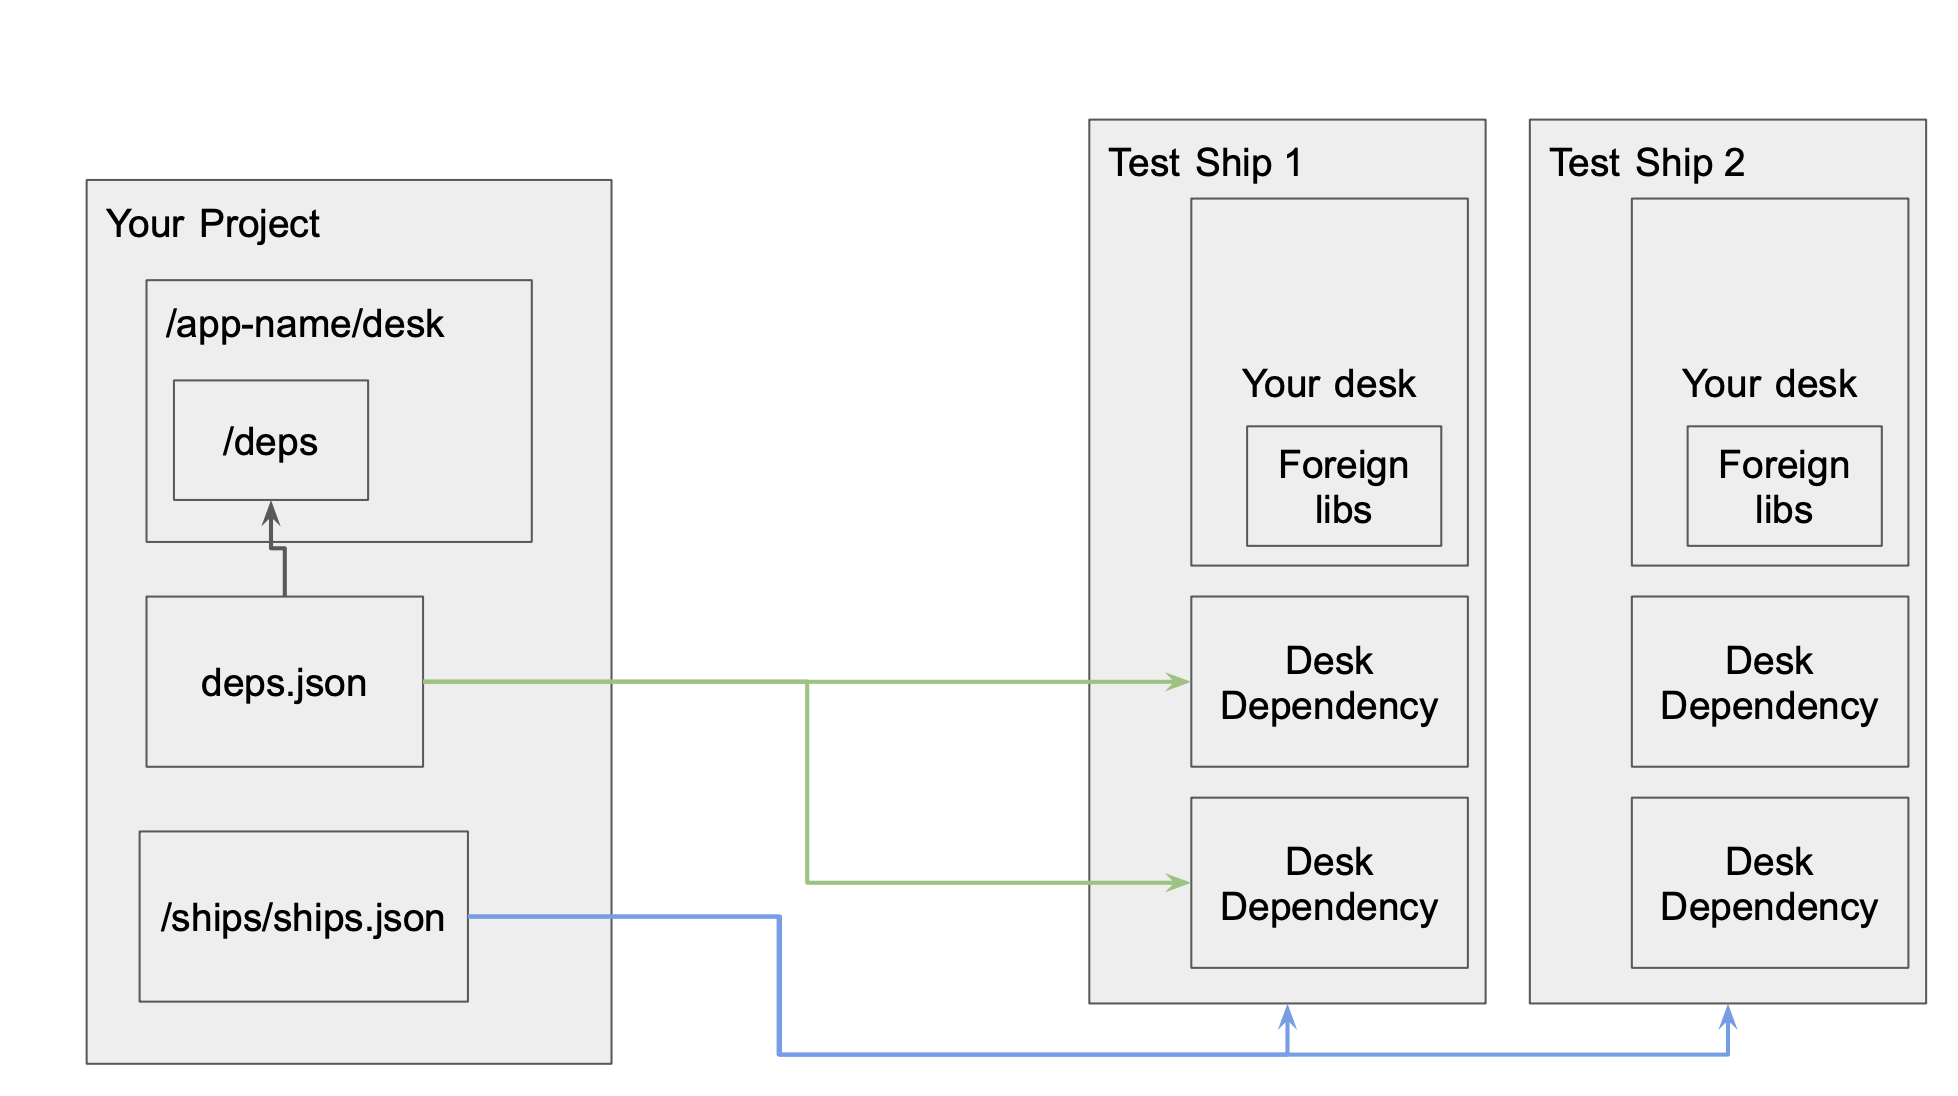 Your Project
/app-name/desk
/deps
deps.json
/ships/ships.json
Test Ship 1
Your desk
Foreign
libs
Desk
Dependency
Desk
Dependency
Test Ship 2
Your desk
Foreign
libs
Desk
Dependency
Desk
Dependency